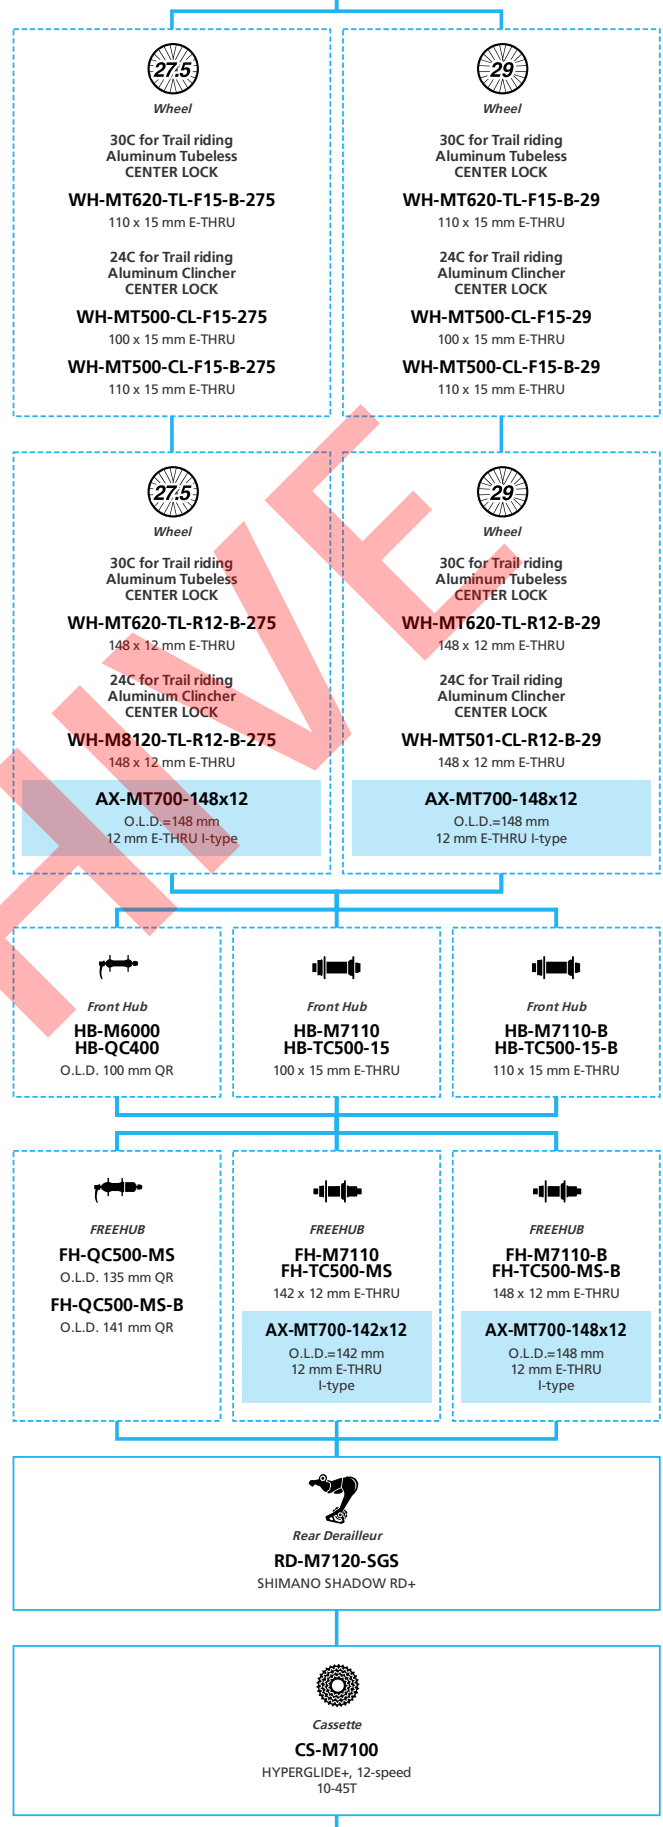 27.5
Wheel
30C for Trail riding
Aluminum Tubeless
CENTER LOCK
WH-MT620-TL-F15-B-275
110 x 15 mm E-THRU
24C for Trail riding
Aluminum Clincher
CENTER LOCK
WH-MT500-CL-F15-275
100 x 15 mm E-THRU
WH-MT500-CL-F15-B-275
110 x 15 mm E-THRU
29
Wheel
30C for Trail riding
Aluminum Tubeless
CENTER LOCK
WH-MT620-TL-F15-B-29
110 x 15 mm E-THRU
24C for Trail riding
Aluminum Clincher
CENTER LOCK
WH-MT500-CL-F15-29
100 x 15 mm E-THRU
WH-MT500-CL-F15-B-29
110 x 15 mm E-THRU
27.5
Wheel
30C for Trail riding
Aluminum Tubeless
CENTER LOCK
WH-MT620-TL-R12-B-275
148 x 12 mm E-THRU
24C for Trail riding
Aluminum Clincher
CENTER LOCK
WH-M8120-TL-R12-B-275
148 x 12 mm E-THRU
AX-MT700-148x12
O.L.D.=148 mm
12 mm E-THRU I-type
29
Wheel
30C for Trail riding
Aluminum Tubeless
CENTER LOCK
WH-MT620-TL-R12-B-29
148 x 12 mm E-THRU
24C for Trail riding
Aluminum Clincher
CENTER LOCK
WH-MT501-CL-R12-B-29
148 x 12 mm E-THRU
AX-MT700-148x12
O.L.D.=148 mm
12 mm E-THRU I-type
HIVE
Front Hub
HB-M6000
HB-QC400
O.L.D. 100 mm QR
Front Hub
HB-M7110
HB-TC500-15
100 x 15 mm E-THRU
Front Hub
HB-M7110-B
HB-TC500-15-B
110 x 15 mm E-THRU
FREEHUB
FH-QC500-MS
O.L.D. 135 mm QR
FH-QC500-MS-B
O.L.D. 141 mm QR
FREEHUB
FH-M7110
FH-TC500-MS
142 x 12 mm E-THRU
AX-MT700-142x12
O.L.D.=142 mm
12 mm E-THRU
I-type
FREEHUB
FH-M7110-B
FH-TC500-MS-B
148 x 12 mm E-THRU
AX-MT700-148x12
O.L.D.=148 mm
12 mm E-THRU
I-type
Rear Derailleur
RD-M7120-SGS
SHIMANO SHADOW RD+
Cassette
CS-M7100
HYPERGLIDE+, 12-speed
10-45T